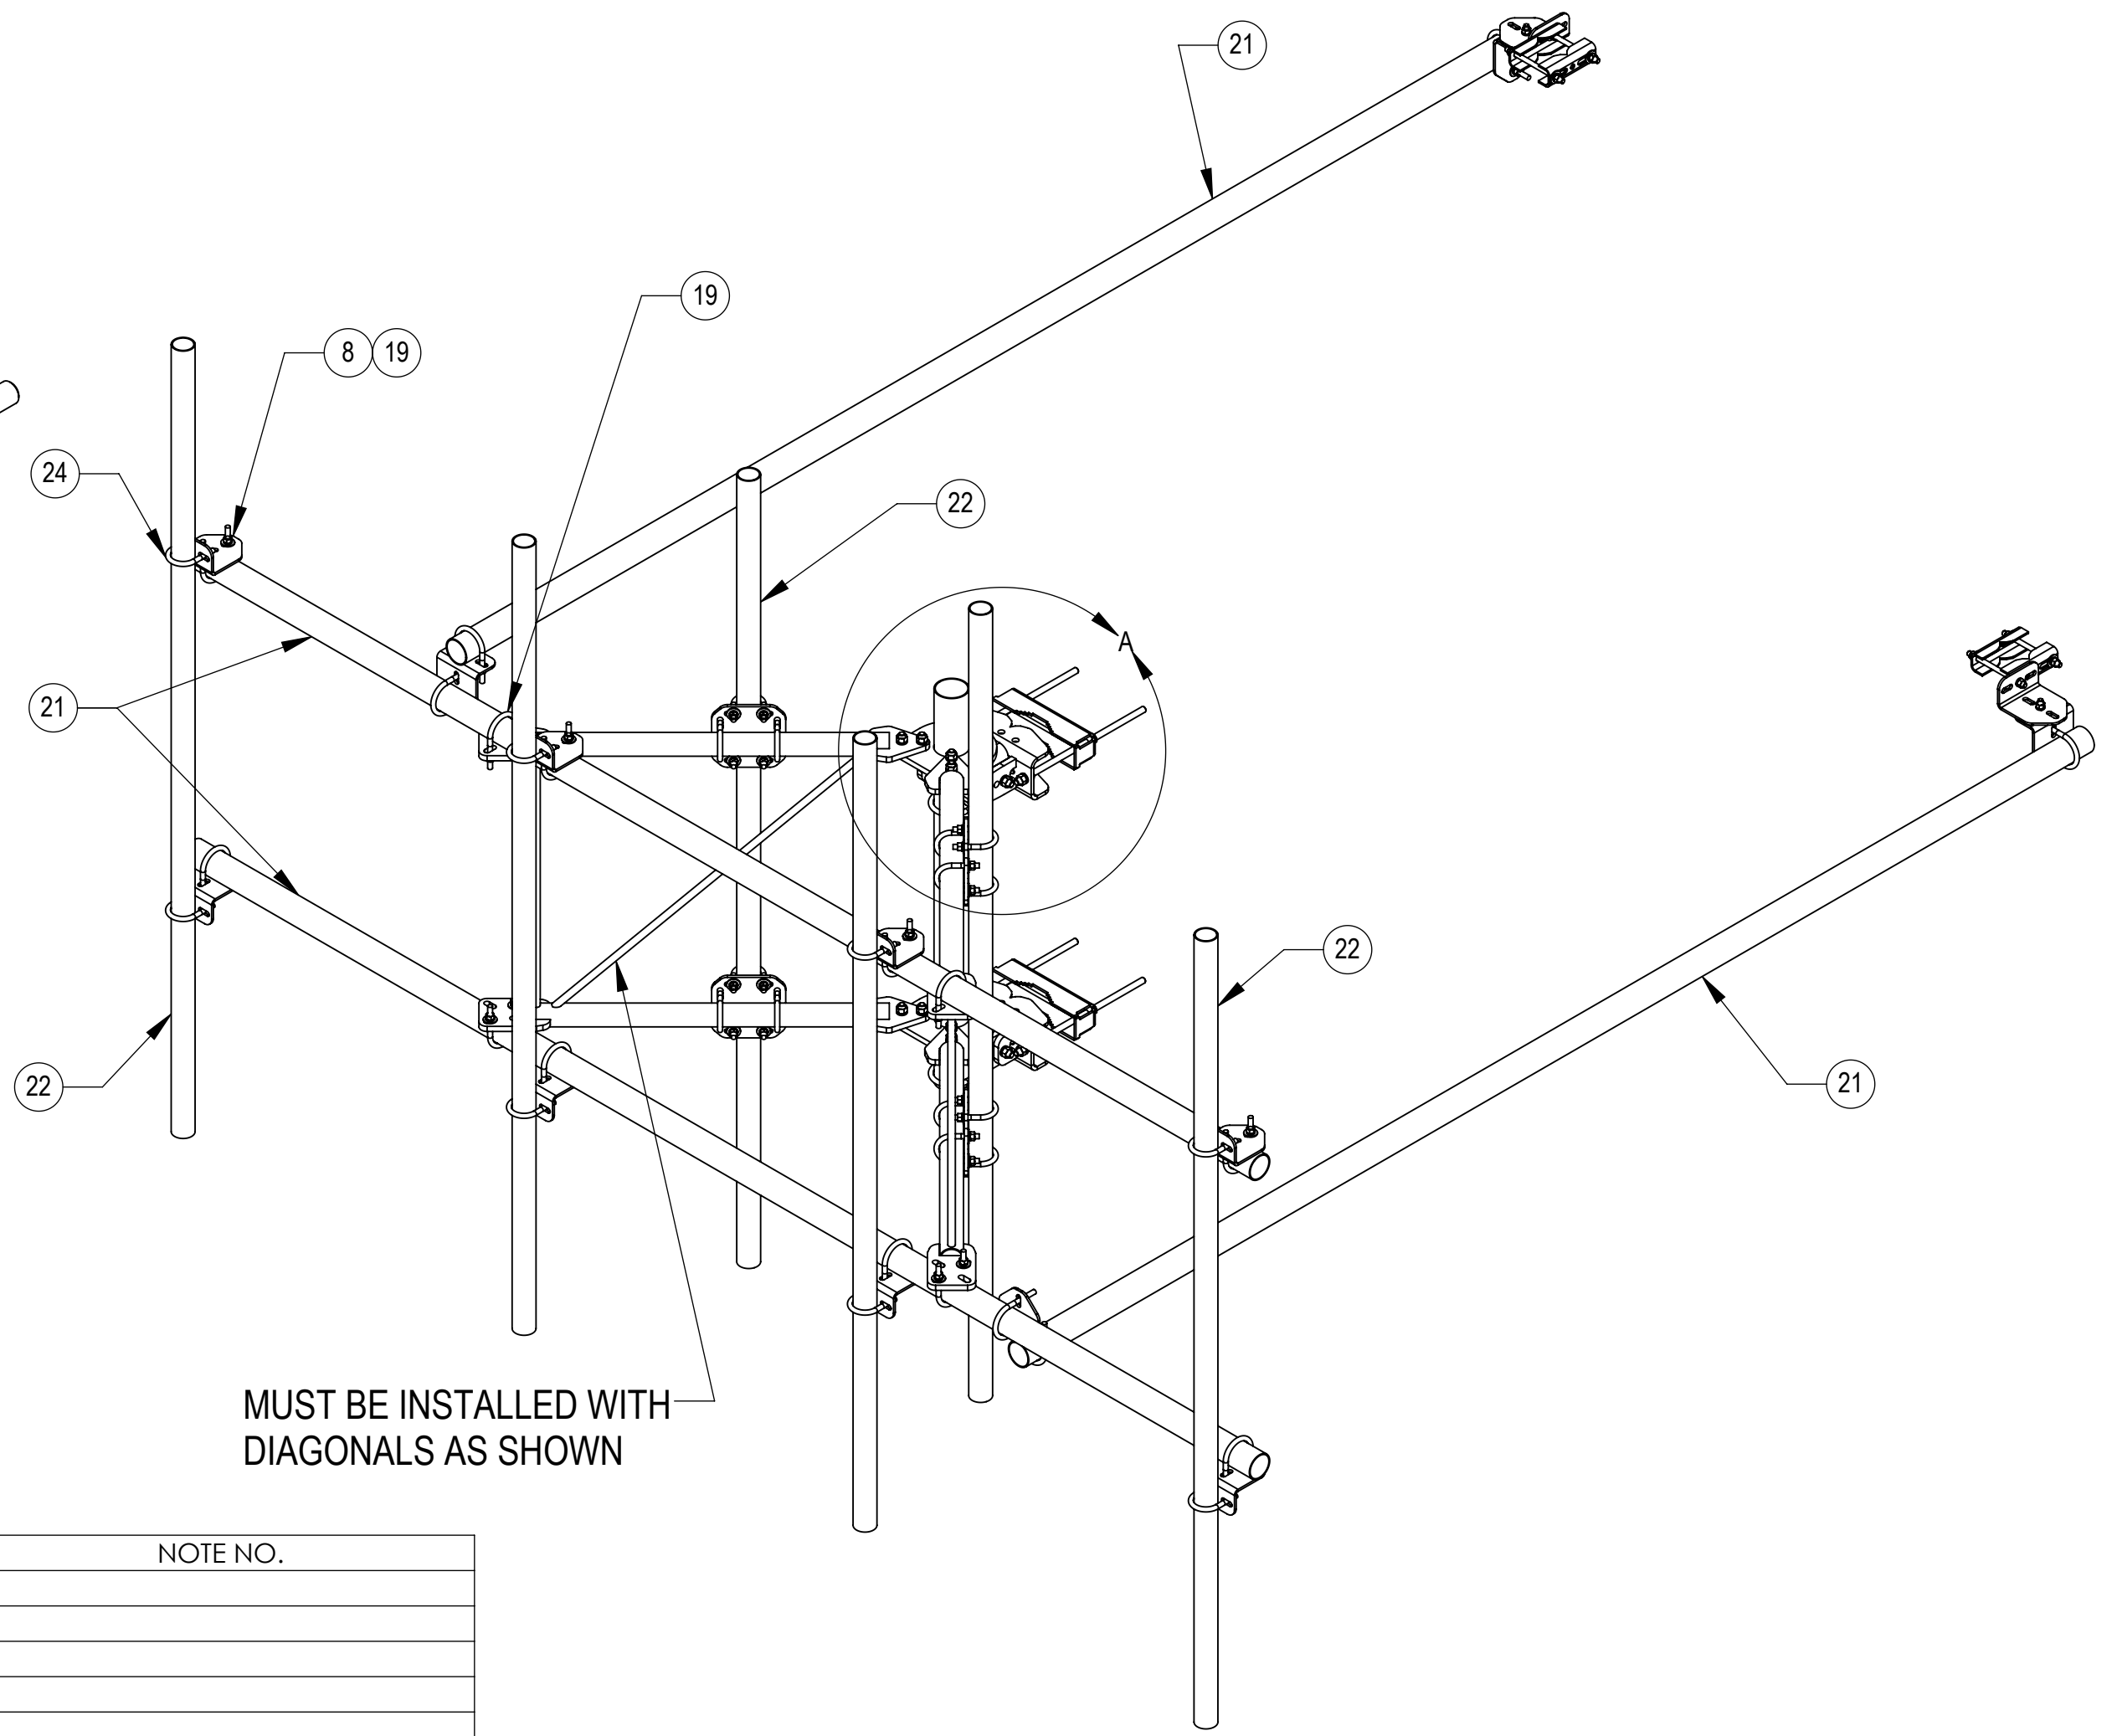 21
19
8 19
24
22
A
21
22
22
21
MUST BE INSTALLED WITH
DIAGONALS AS SHOWN
NOTE NO.